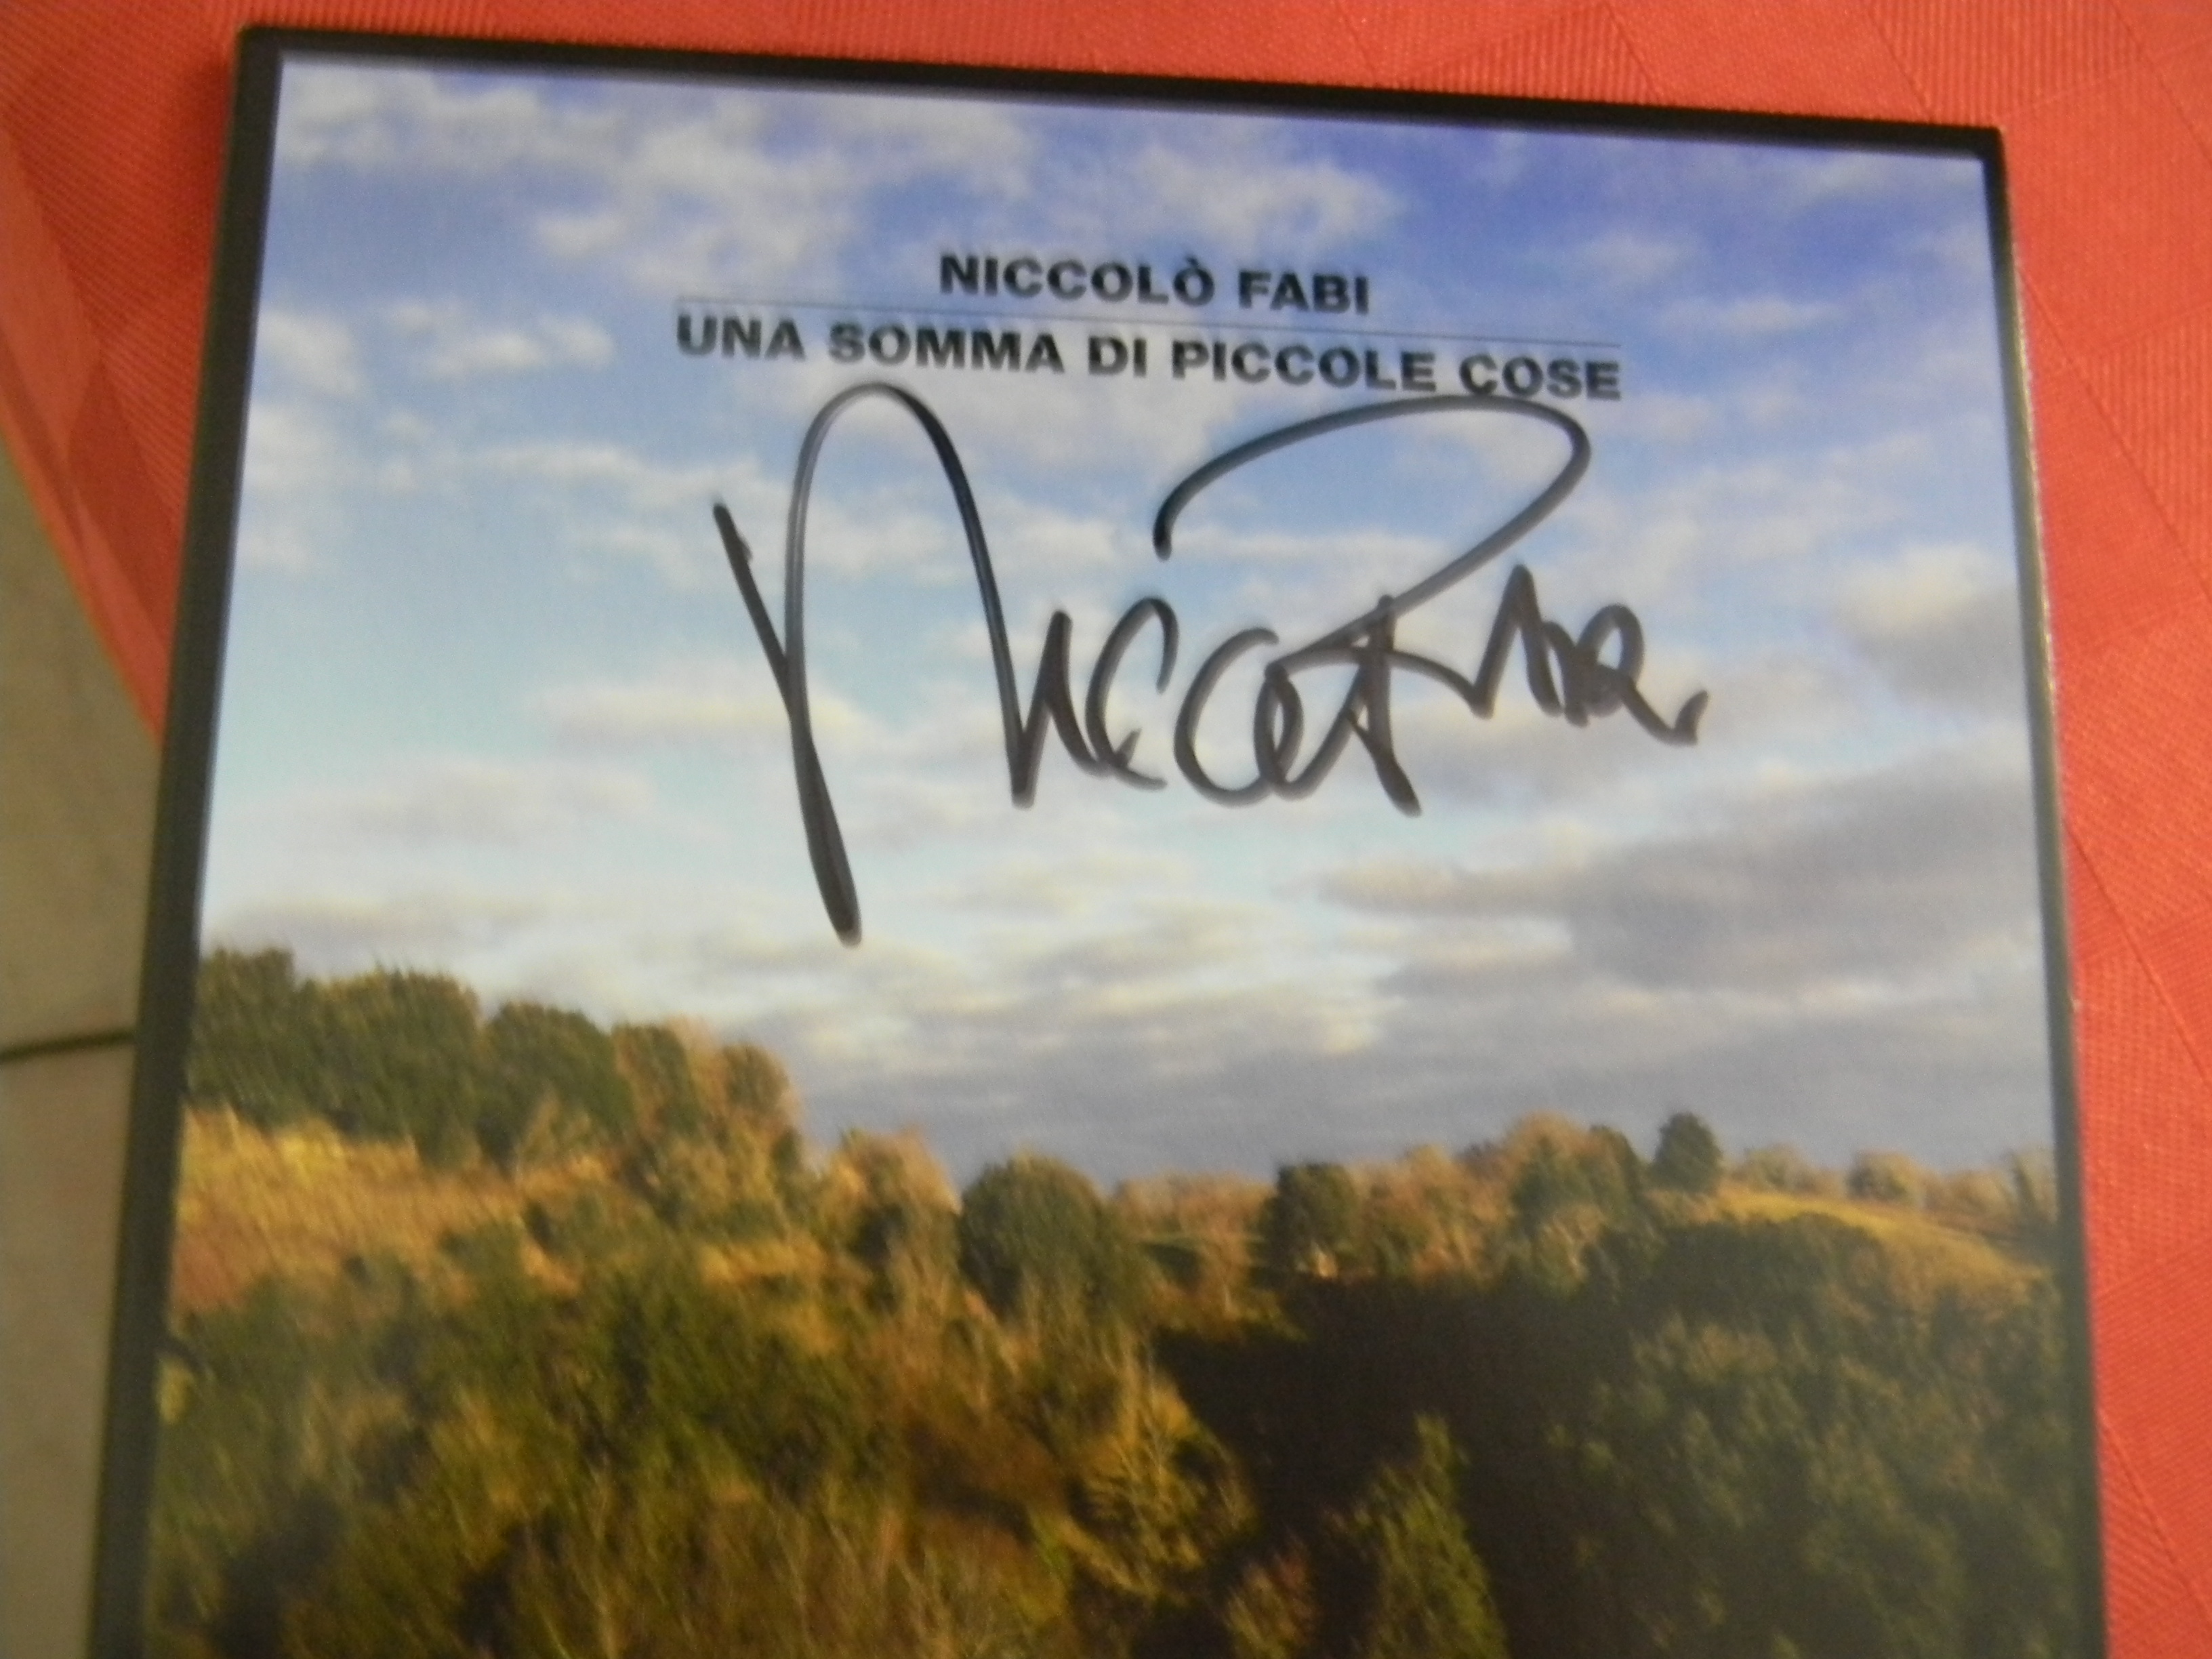 NICCOLÒ FABI
UNA SOMMA DI PICCOLE COSE